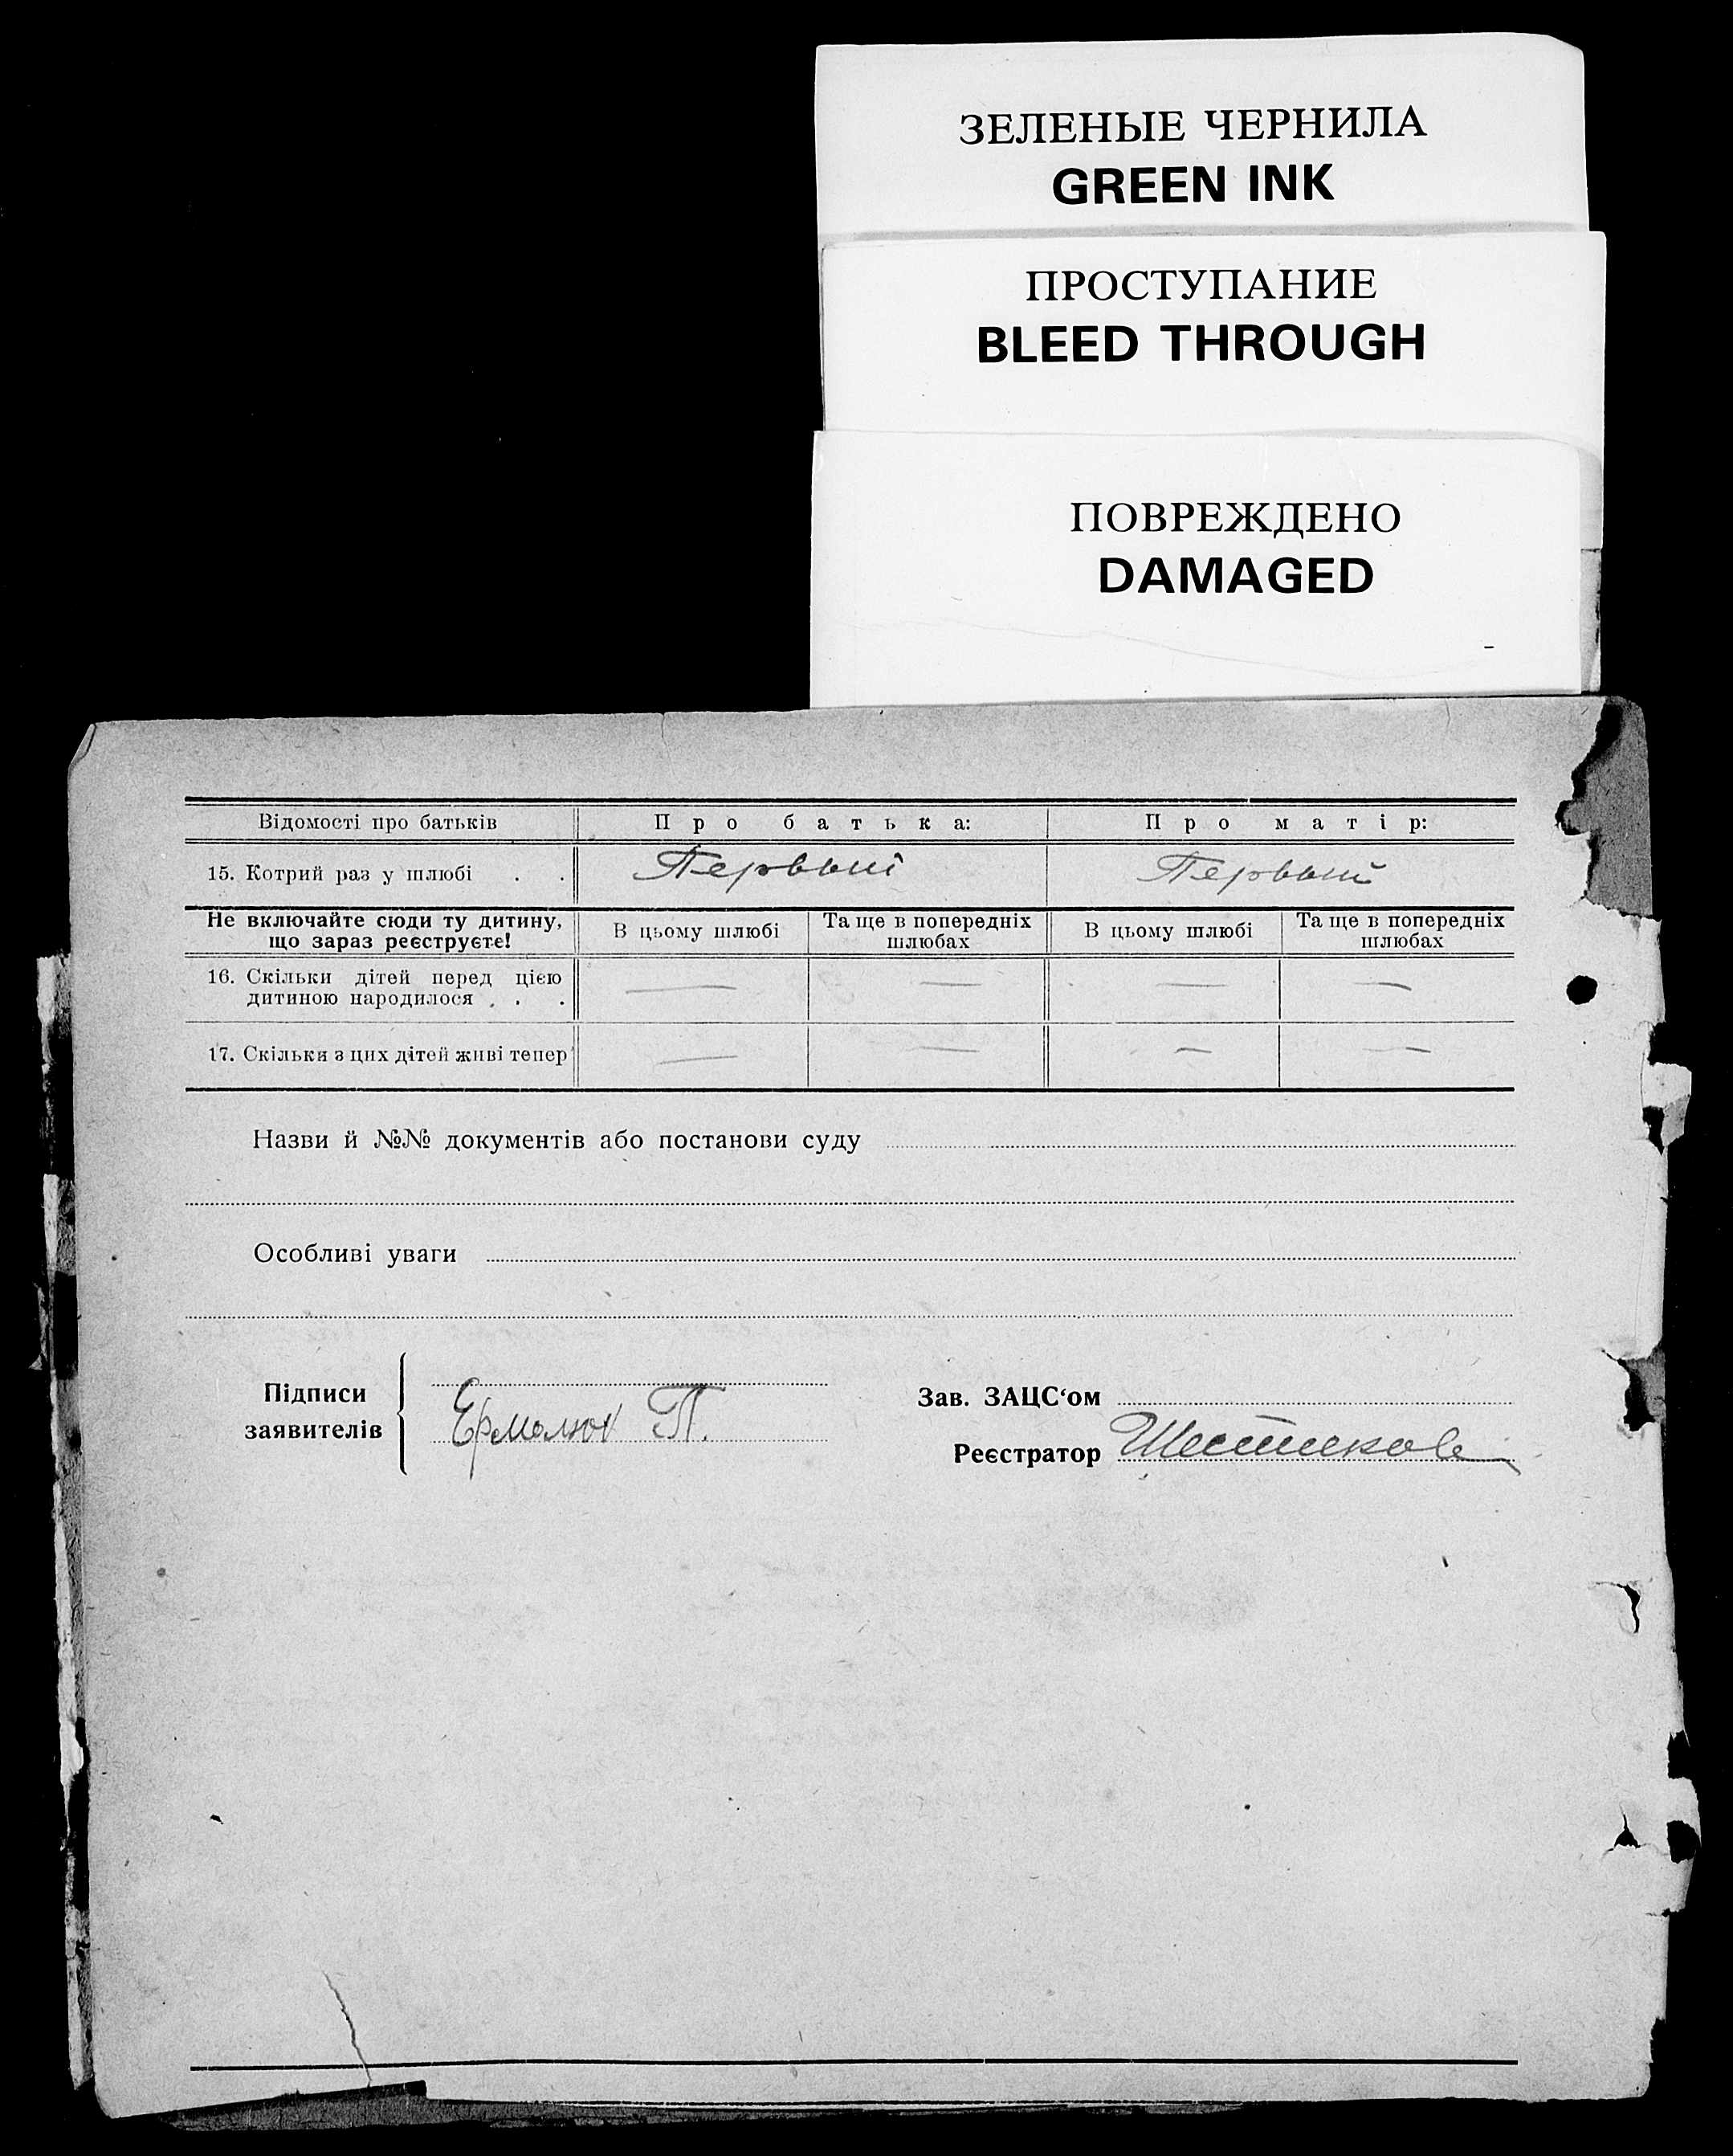 ЗЕЛЕНЫЕ ЧЕРНИЛА
GREEN INK
ПРОСТУПАНИЕ
BLEED THROUGH
ПОВРЕЖДЕНО
DAMAGED
Відомості про батьків Про батька: Про матір:
15. Котрий раз у шлюбі . . Первый Первый
Не включайте сюди ту дитину, що зараз реєструєте! В цьому шлюбі Та ще в попередніх шлюбах В цьому шлюбі Та ще в попередніх шлюбах
16. Скільки дітей перед цією дитиною народилося . . . — — — —
17. Скільки з цих дітей живі тепер — — — —
Назви й №№ документів або постанови суду
Особливі уваги
Підписи заявителів
Ермолюк П.
Зав. ЗАЦС‘ом
Реєстратор